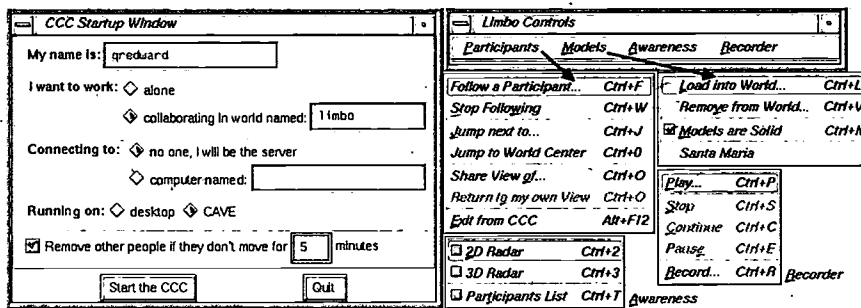 CCC Startup Window
My name is: qredward
I want to work: alone
collaborating in world named: limbo
Connecting to: no one, I will be the server
computer named:
Running on: desktop CAVE
Remove other people if they don't move for 5 minutes
Start the CCC Quit
Limbo Controls
Participants Models Awareness Recorder
Follow a Participant... Ctrl+F
Stop Following Ctrl+W
Jump next to... Ctrl+J
Jump to World Center Ctrl+0
Share View of... Ctrl+O
Return to my own View Ctrl+O
Exit from CCC Alt+F12
2D Radar Ctrl+2
3D Radar Ctrl+3
Participants List Ctrl+T
Awareness
Load into World... Ctrl+L
Remove from World... Ctrl+V
Models are Solid
Santa Maria
Play... Ctrl+P
Stop Ctrl+S
Continue Ctrl+C
Pause Ctrl+E
Record... Ctrl+R
Recorder